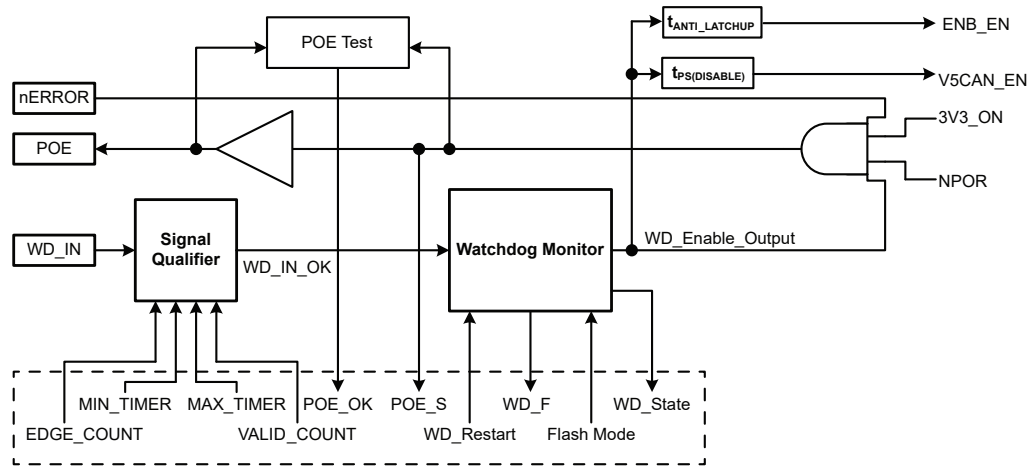 POE Test
tANTI_LATCHUP
ENB_EN
tPS(DISABLE)
V5CAN_EN
nERROR
3V3_ON
POE
NPOR
WD_IN
Signal
Qualifier
WD_IN_OK
Watchdog Monitor
WD_Enable_Output
MIN_TIMER
MAX_TIMER
POE_OK
POE_S
WD_F
WD_State
EDGE_COUNT
VALID_COUNT
WD_Restart
Flash Mode